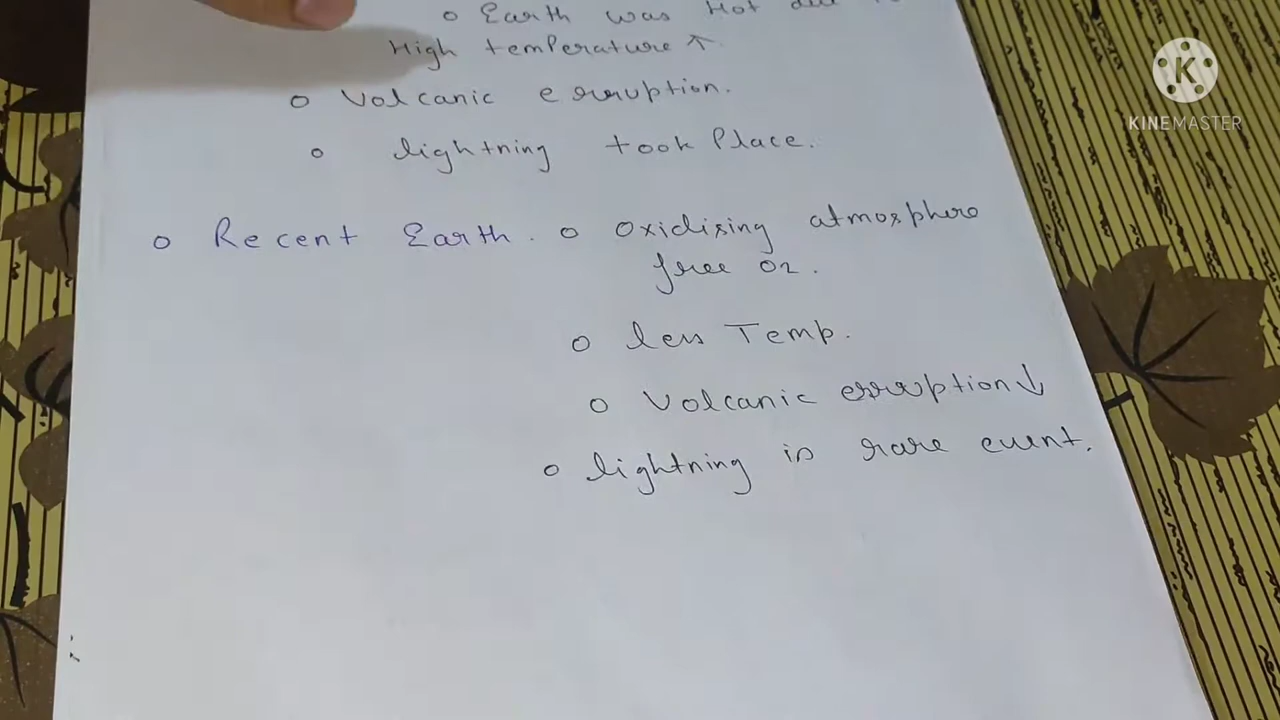 o Earth was Hot
High temperature ↑
o Volcanic erruption.
o lightning took Place.
o Recent Earth. o Oxidising atmosphere
free O2.
o less Temp.
o Volcanic erruption ↓
o lightning is rare event.
KINEMASTER